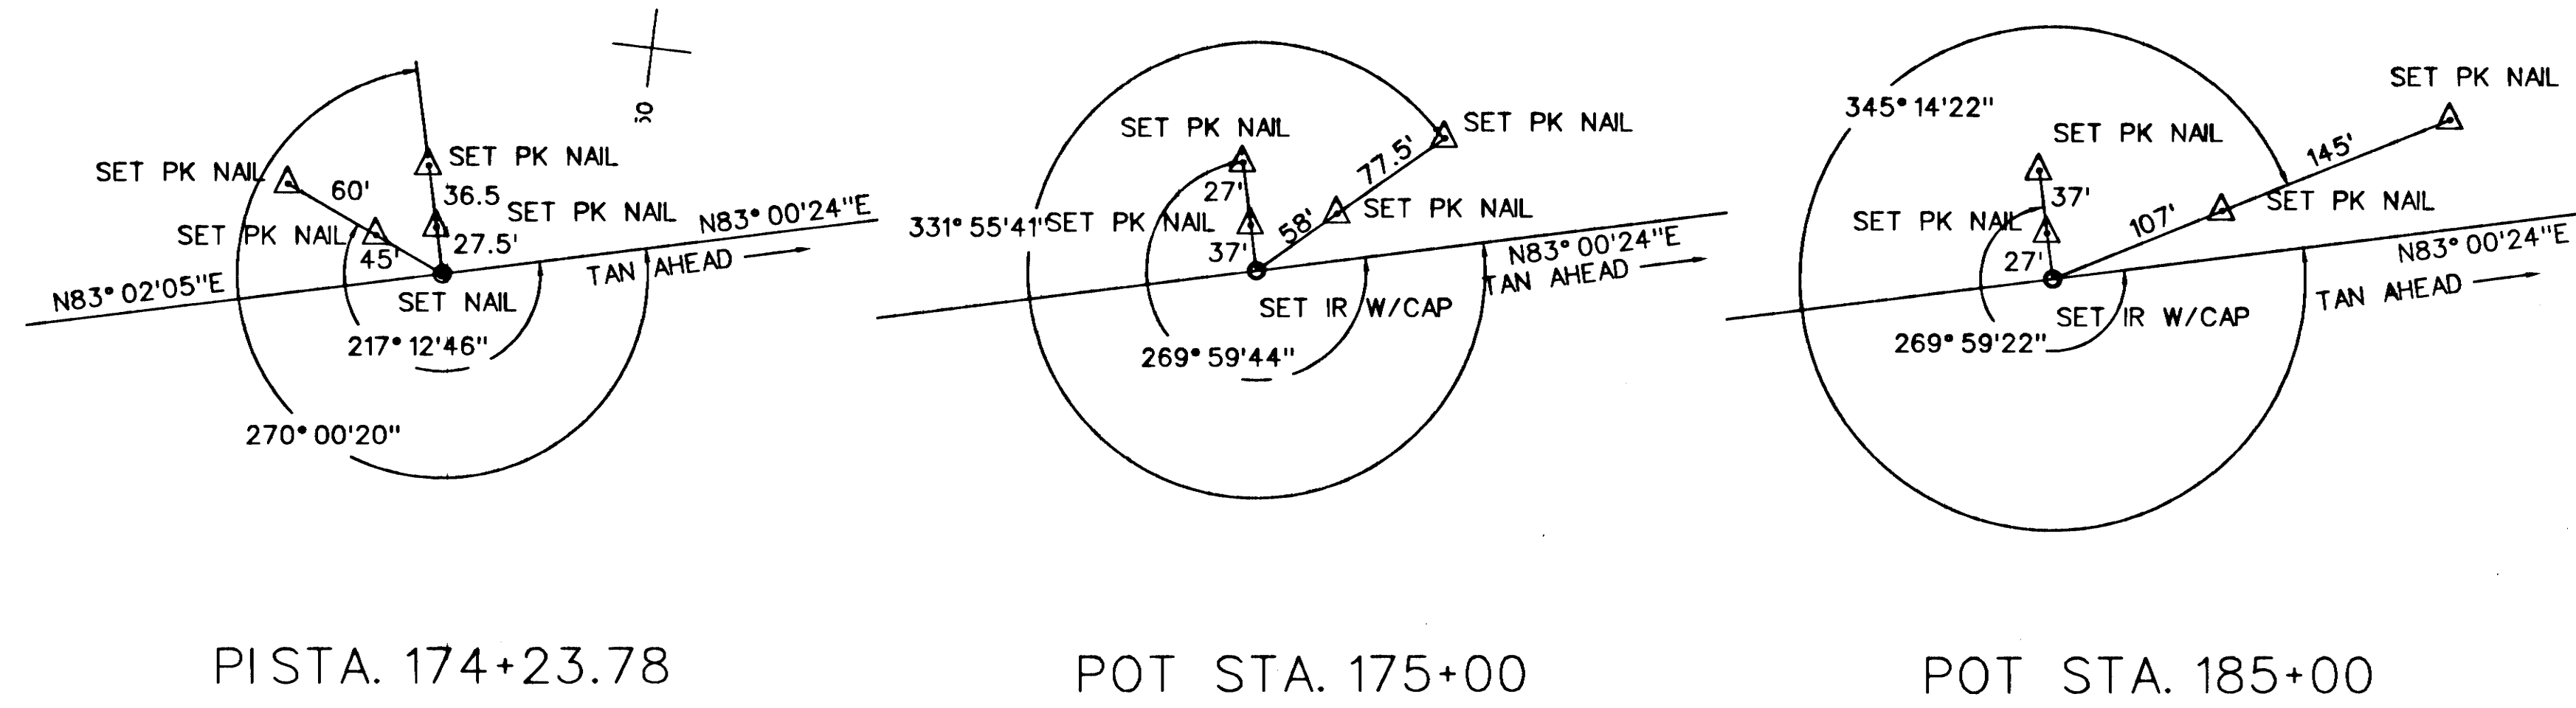 50
SET PK NAIL
SET PK NAIL
60'
36.5
SET PK NAIL
SET PK NAIL
45'
27.5'
N83°00'24"E
TAN AHEAD
N83°02'05"E
SET NAIL
217°12'46"
270°00'20"
PI STA. 174+23.78
SET PK NAIL
SET PK NAIL
77.5'
27'
331°55'41"
SET PK NAIL
58'
SET PK NAIL
37'
N83°00'24"E
TAN AHEAD
SET IR W/CAP
269°59'44"
POT STA. 175+00
SET PK NAIL
345°14'22"
SET PK NAIL
145'
37'
SET PK NAIL
107'
SET PK NAIL
27'
N83°00'24"E
TAN AHEAD
SET IR W/CAP
269°59'22"
POT STA. 185+00